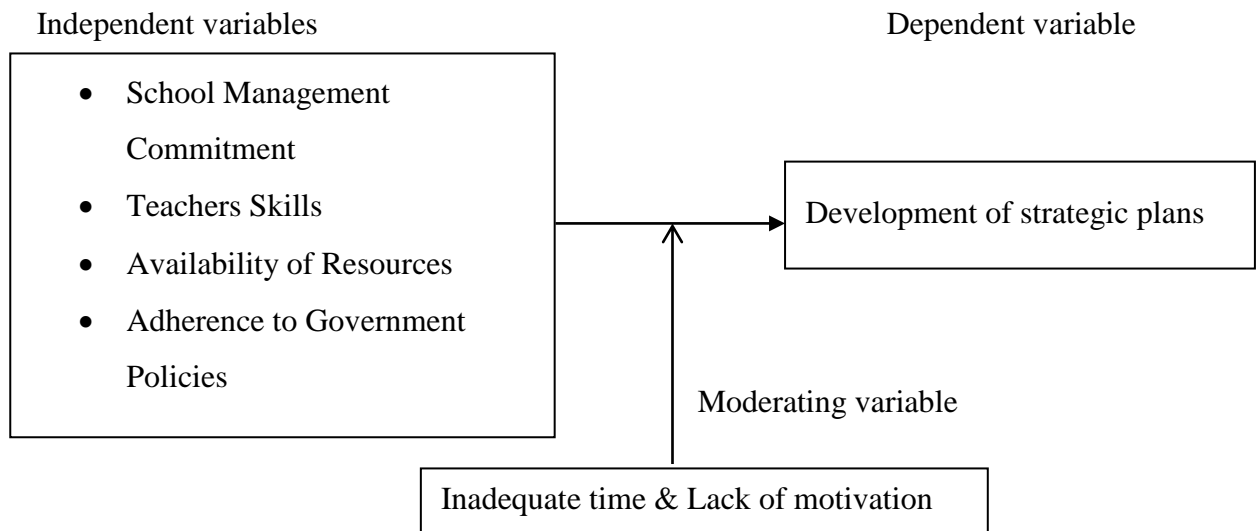 Independent variables
Dependent variable
• School Management
Commitment
• Teachers Skills
• Availability of Resources
• Adherence to Government
Policies
Development of strategic plans
Moderating variable
Inadequate time & Lack of motivation